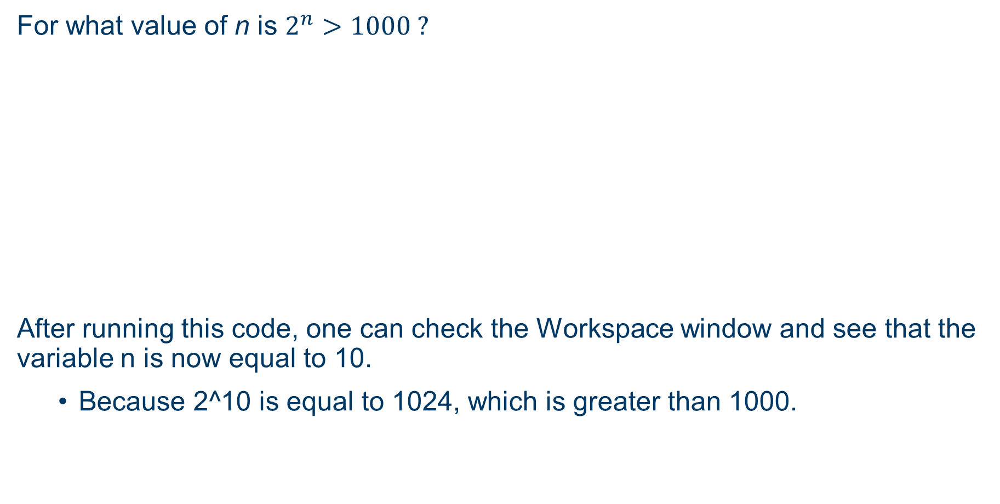 For what value of n is 2ⁿ > 1000 ?
After running this code, one can check the Workspace window and see that the
variable n is now equal to 10.
• Because 2^10 is equal to 1024, which is greater than 1000.